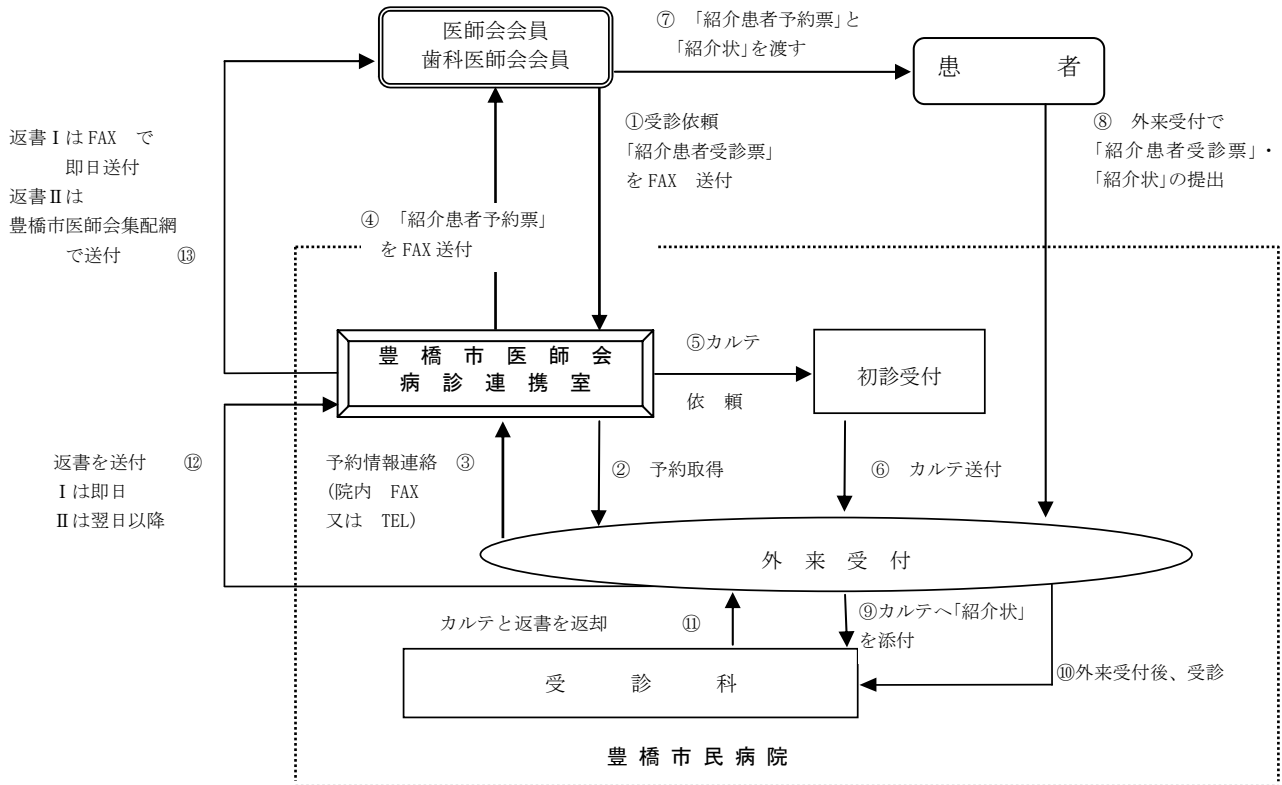 医師会会員
歯科医師会会員
⑦ 「紹介患者予約票」と
「紹介状」を渡す
患 者
返書ⅠはFAX で
即日送付
返書Ⅱは
豊橋市医師会集配網
で送付 ⑬
①受診依頼
「紹介患者受診票」
をFAX 送付
⑧ 外来受付で
「紹介患者受診票」・
「紹介状」の提出
④ 「紹介患者予約票」
をFAX送付
豊橋市医師会
病診連携室
⑤カルテ
依 頼
初診受付
返書を送付 ⑫
Ⅰは即日
Ⅱは翌日以降
予約情報連絡 ③
(院内 FAX
又は TEL)
② 予約取得
⑥ カルテ送付
外 来 受 付
カルテと返書を返却 ⑪
⑨カルテへ「紹介状」
を添付
⑩外来受付後、受診
受 診 科
豊橋市民病院